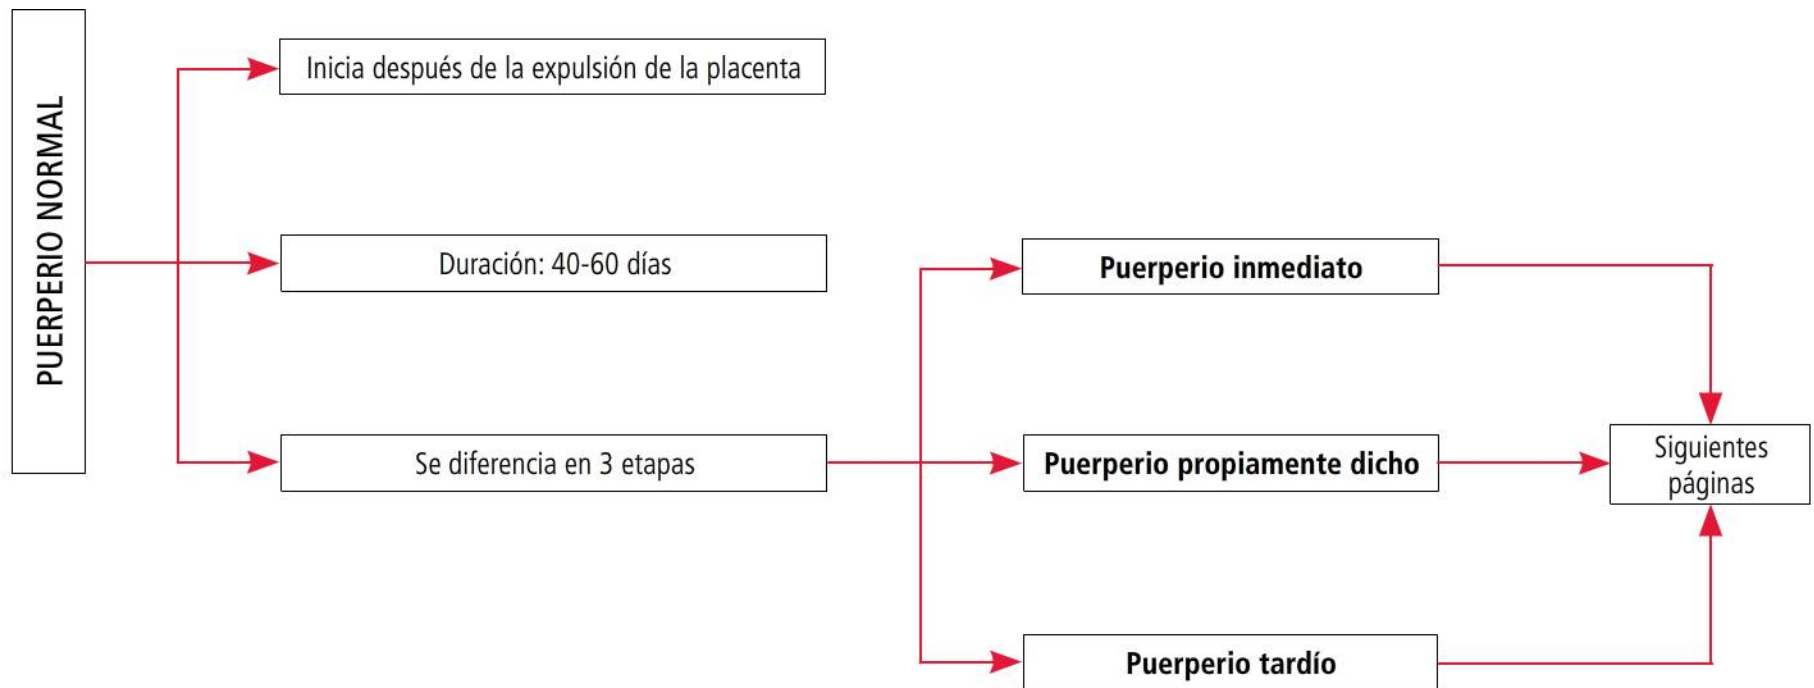 PUERPERIO NORMAL
Inicia después de la expulsión de la placenta
Duración: 40-60 días
Se diferencia en 3 etapas
Puerperio inmediato
Puerperio propiamente dicho
Puerperio tardío
Siguientes
páginas